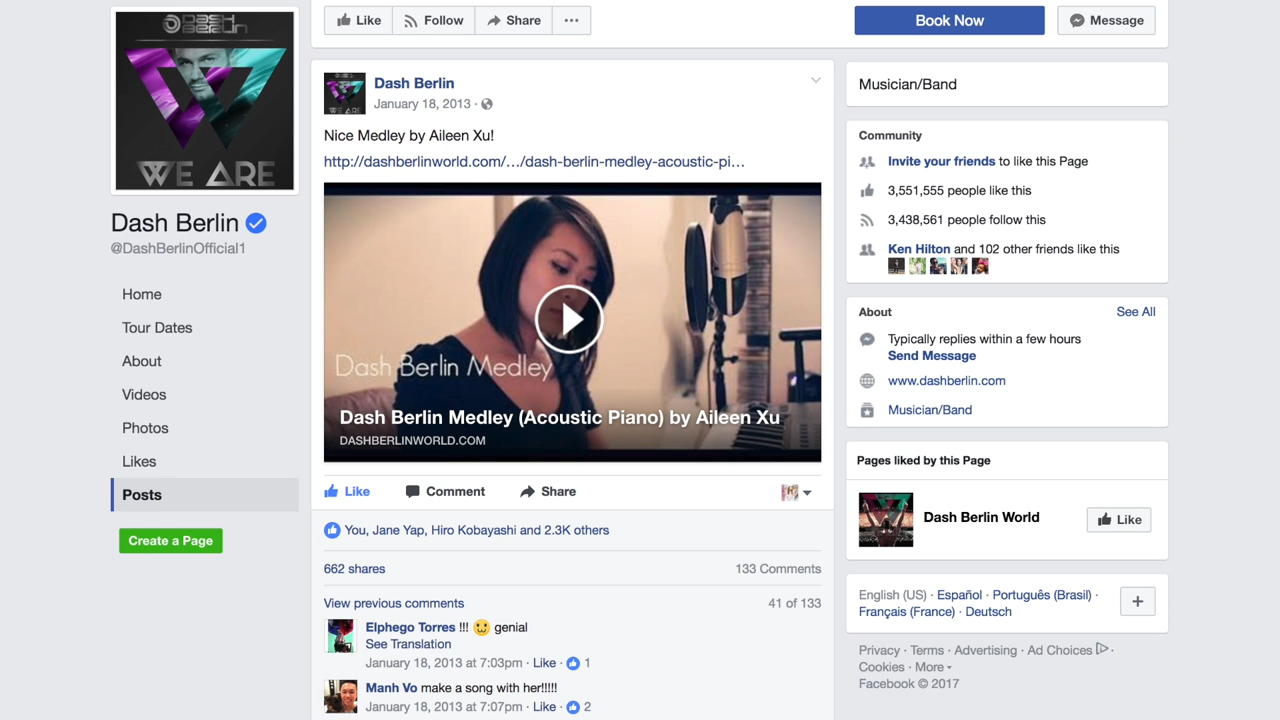 DASH BERLIN
WE ARE
Dash Berlin
@DashBerlinOfficial1
Home
Tour Dates
About
Videos
Photos
Likes
Posts
Create a Page
Like
Follow
Share
Book Now
Message
Dash Berlin
January 18, 2013 ·
Nice Medley by Aileen Xu!
http://dashberlinworld.com/…/dash-berlin-medley-acoustic-pi…
Dash Berlin Medley
Dash Berlin Medley (Acoustic Piano) by Aileen Xu
DASHBERLINWORLD.COM
Like Comment Share
You, Jane Yap, Hiro Kobayashi and 2.3K others
662 shares 133 Comments
View previous comments 41 of 133
Elphego Torres !!! genial
See Translation
January 18, 2013 at 7:03pm · Like · 1
Manh Vo make a song with her!!!!!
January 18, 2013 at 7:07pm · Like · 2
Musician/Band
Community
Invite your friends to like this Page
3,551,555 people like this
3,438,561 people follow this
Ken Hilton and 102 other friends like this
About See All
Typically replies within a few hours
Send Message
www.dashberlin.com
Musician/Band
Pages liked by this Page
Dash Berlin World Like
English (US) · Español · Português (Brasil) ·
Français (France) · Deutsch
Privacy · Terms · Advertising · Ad Choices ·
Cookies · More
Facebook © 2017